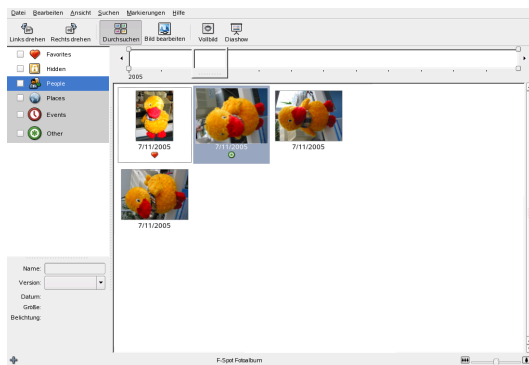 Datei Bearbeiten Ansicht Suchen Markierungen Hilfe
Links drehen Rechts drehen Durchsuchen Bild bearbeiten Vollbild Diashow
Favorites
Hidden
People
Places
Events
Other
2005
7/11/2005 7/11/2005 7/11/2005
7/11/2005
Name:
Version:
Datum:
Größe:
Belichtung:
F-Spot Fotoalbum